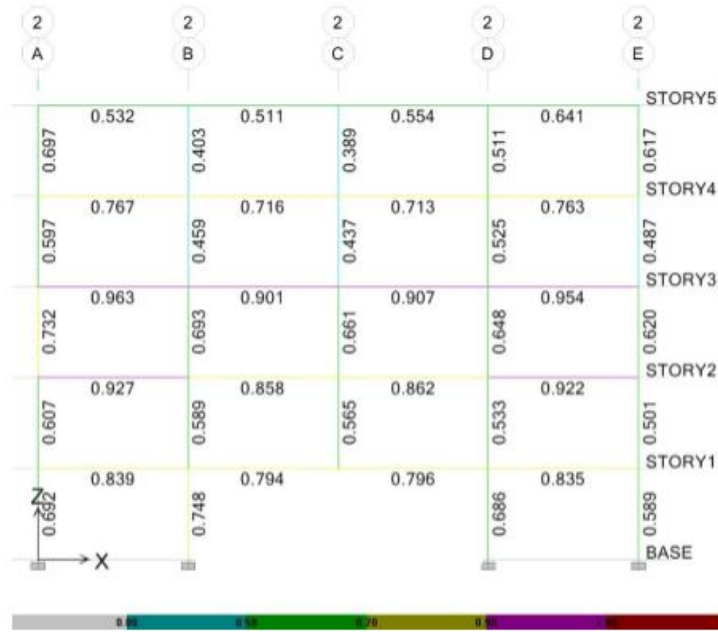 2 2 2 2 2
A B C D E
STORY5
0.532 0.511 0.554 0.641
0.697 0.403 0.389 0.511 0.617
STORY4
0.767 0.716 0.713 0.763
0.597 0.459 0.437 0.525 0.487
STORY3
0.963 0.901 0.907 0.954
0.732 0.693 0.661 0.648 0.620
STORY2
0.927 0.858 0.862 0.922
0.607 0.589 0.565 0.533 0.501
STORY1
0.839 0.794 0.796 0.835
0.692 0.748 0.686 0.589
Z
X
BASE
0.00 0.50 0.70 0.90 1.00